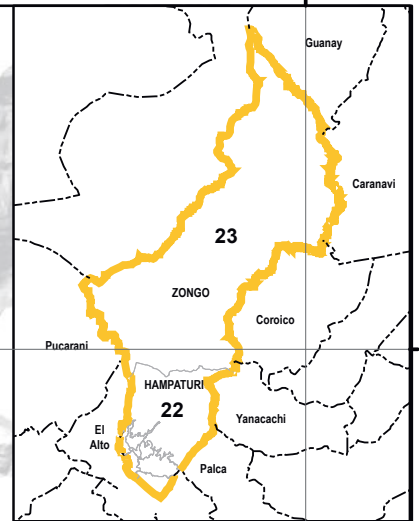 Guanay
Caranavi
23
ZONGO
Coroico
Pucarani
HAMPATURI
22
Yanacachi
El
Alto
Palca